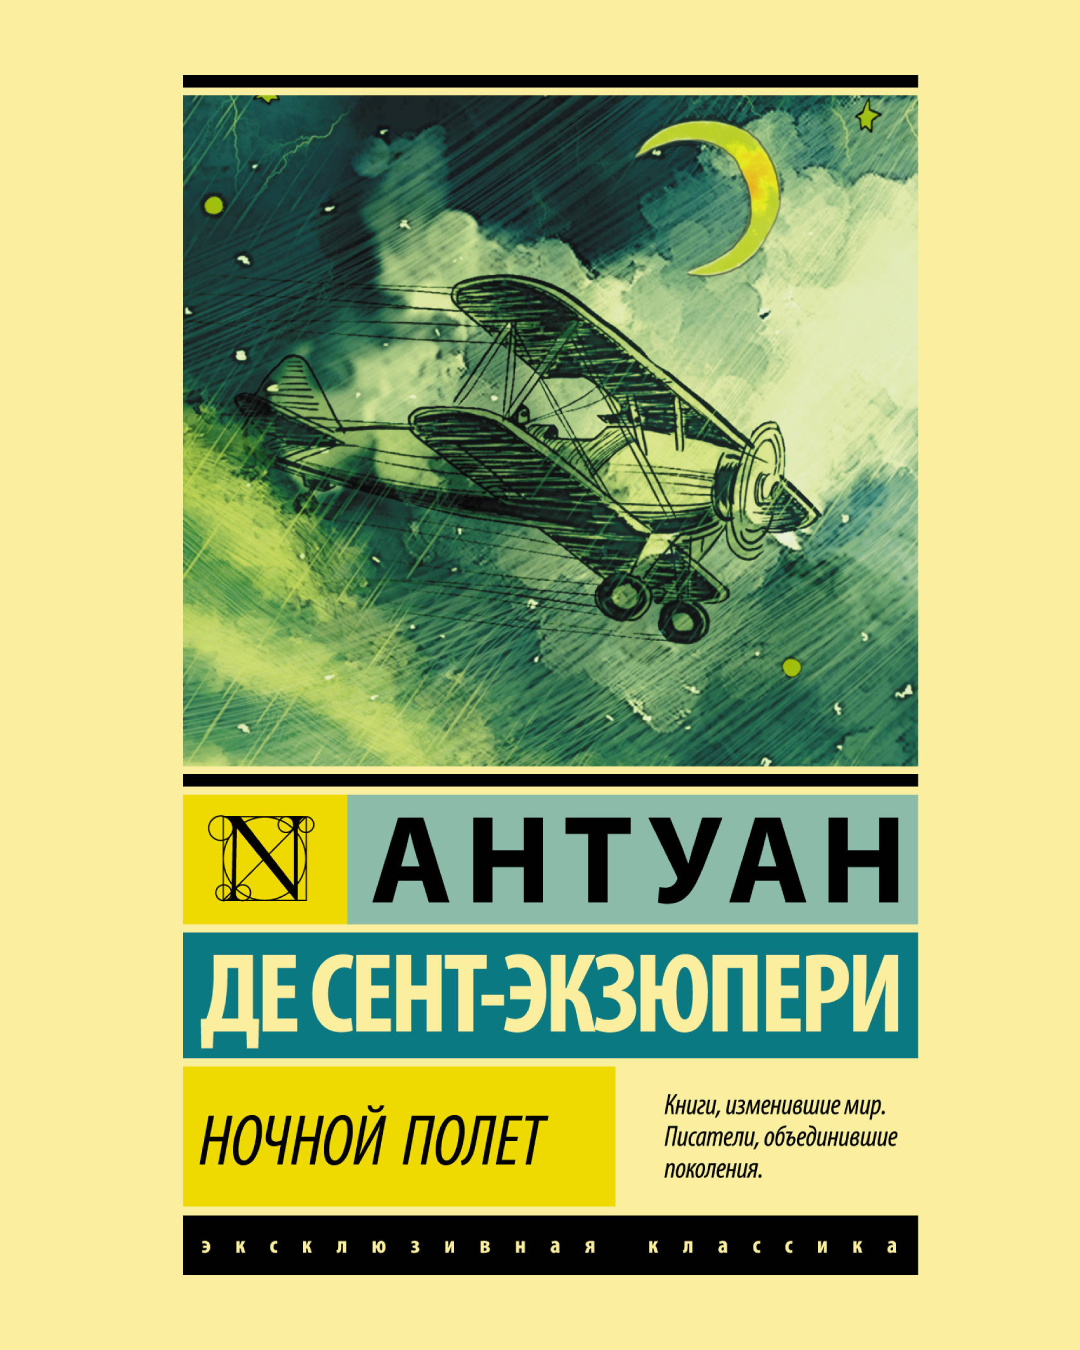 N
АНТУАН
ДЕ СЕНТ-ЭКЗЮПЕРИ
НОЧНОЙ ПОЛЕТ
Книги, изменившие мир.
Писатели, объединившие
поколения.
эксклюзивная классика